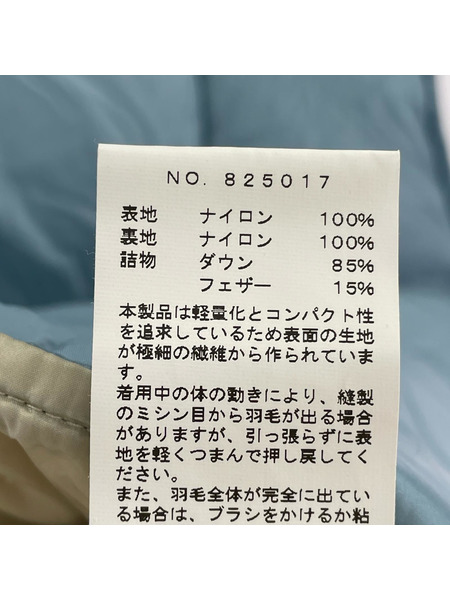 NO. 825017
表地 ナイロン 100%
裏地 ナイロン 100%
詰物 ダウン 85%
フェザー 15%
本製品は軽量化とコンパクト性
を追求しているため表面の生地
が極細の繊維から作られていま
す。
着用中の体の動きにより、縫製
のミシン目から羽毛が出る場合
がありますが、引っ張らずに表
地を軽くつまんで押し戻してく
ださい。
また、羽毛全体が完全に出てい
る場合は、ブラシをかけるか粘